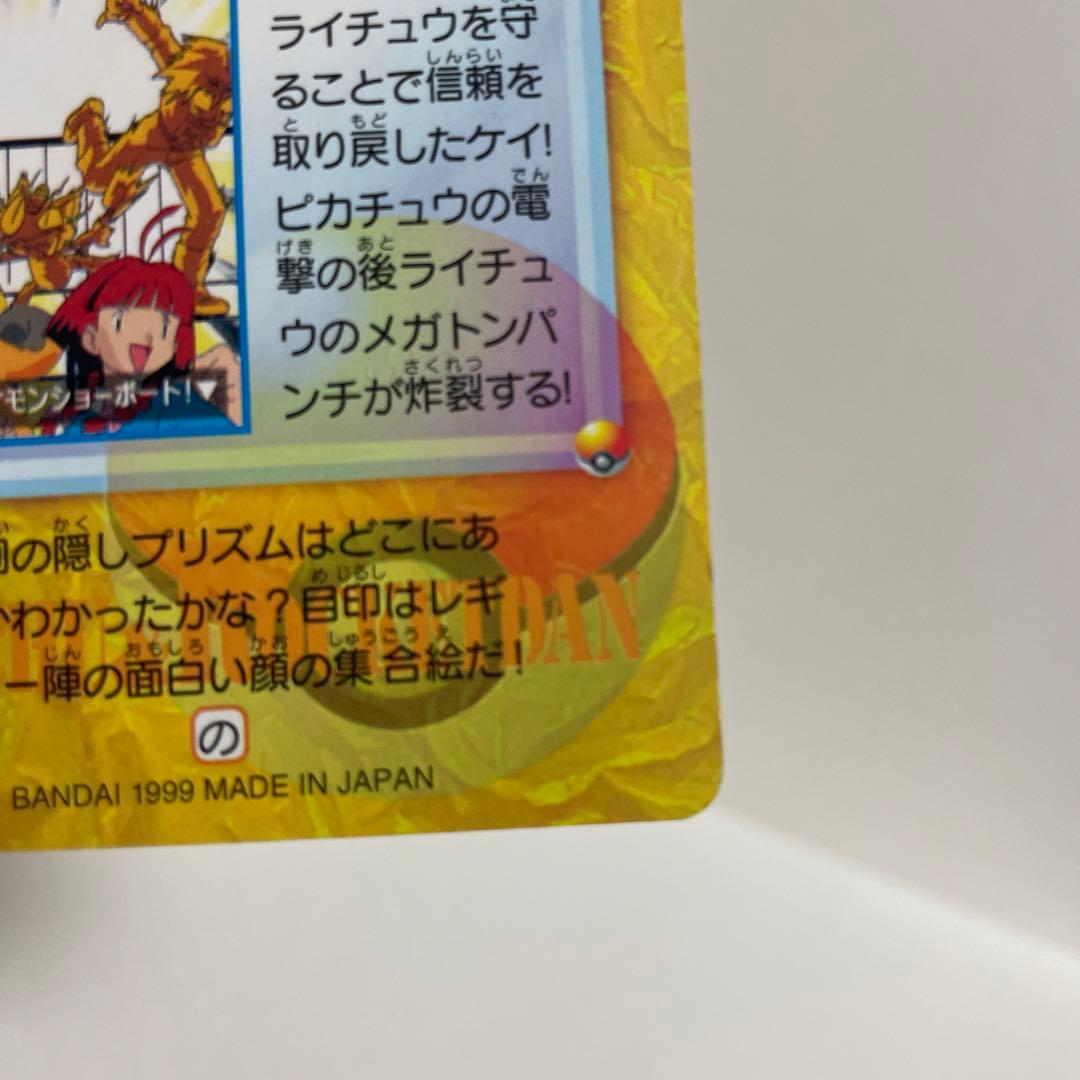 ライチュウを守
ることで信頼を
取り戻したケイ!
ピカチュウの電
撃の後ライチュ
ウのメガトンパ
ンチが炸裂する!
モンショーボート!▼
の隠しプリズムはどこにあ
わかったかな？目印はレギ
ー陣の面白い顔の集合絵だ!
の
BANDAI 1999 MADE IN JAPAN